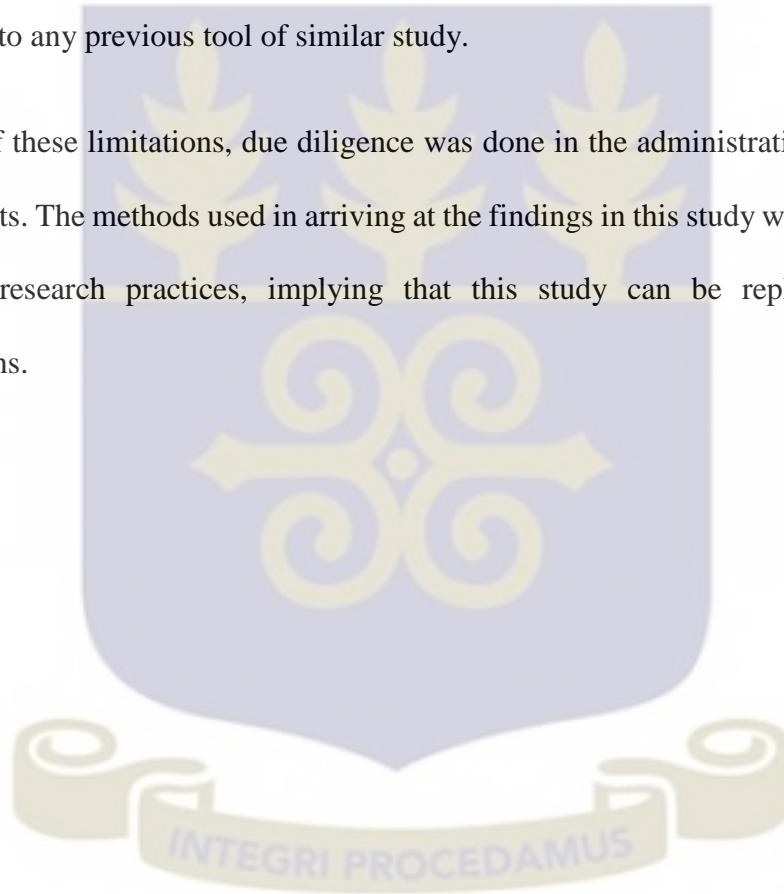 to any previous tool of similar study.
f these limitations, due diligence was done in the administrati
ts. The methods used in arriving at the findings in this study w
research practices, implying that this study can be rep
ns.
INTEGRI PROCEDAMUS